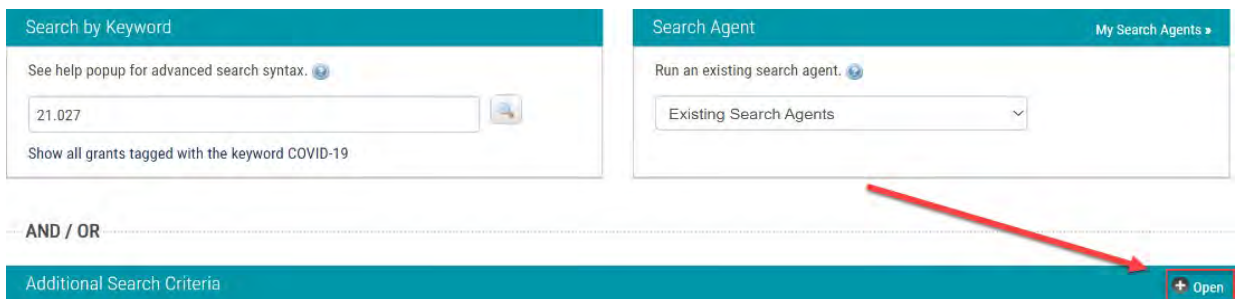 Search by Keyword
See help popup for advanced search syntax.
21.027
Show all grants tagged with the keyword COVID-19
Search Agent
My Search Agents »
Run an existing search agent.
Existing Search Agents
AND / OR
Additional Search Criteria
Open